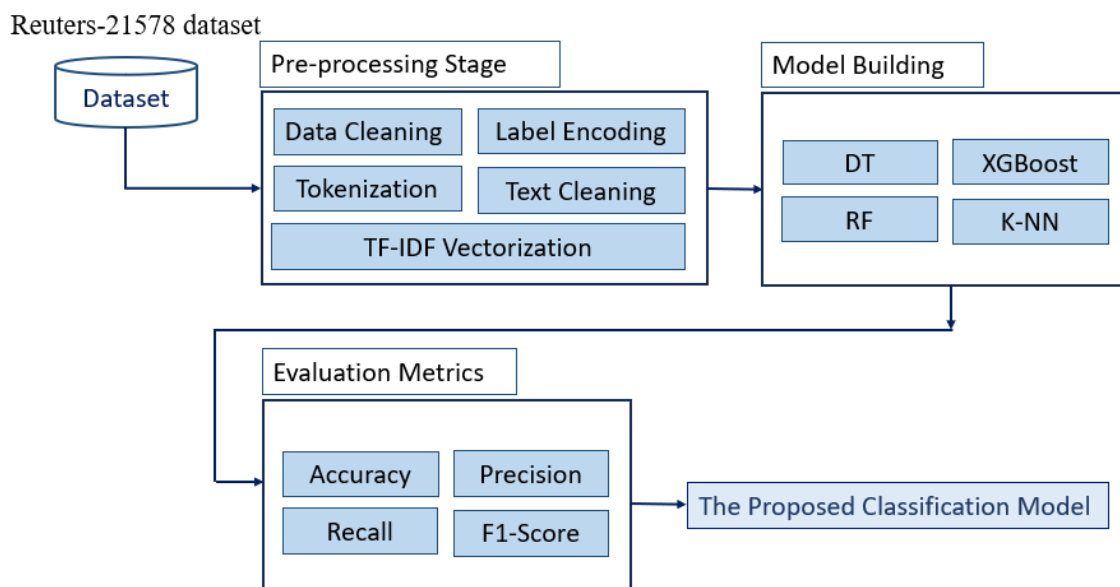 Reuters-21578 dataset
Dataset
Pre-processing Stage
Data Cleaning
Label Encoding
Tokenization
Text Cleaning
TF-IDF Vectorization
Model Building
DT
XGBoost
RF
K-NN
Evaluation Metrics
Accuracy
Precision
Recall
F1-Score
The Proposed Classification Model